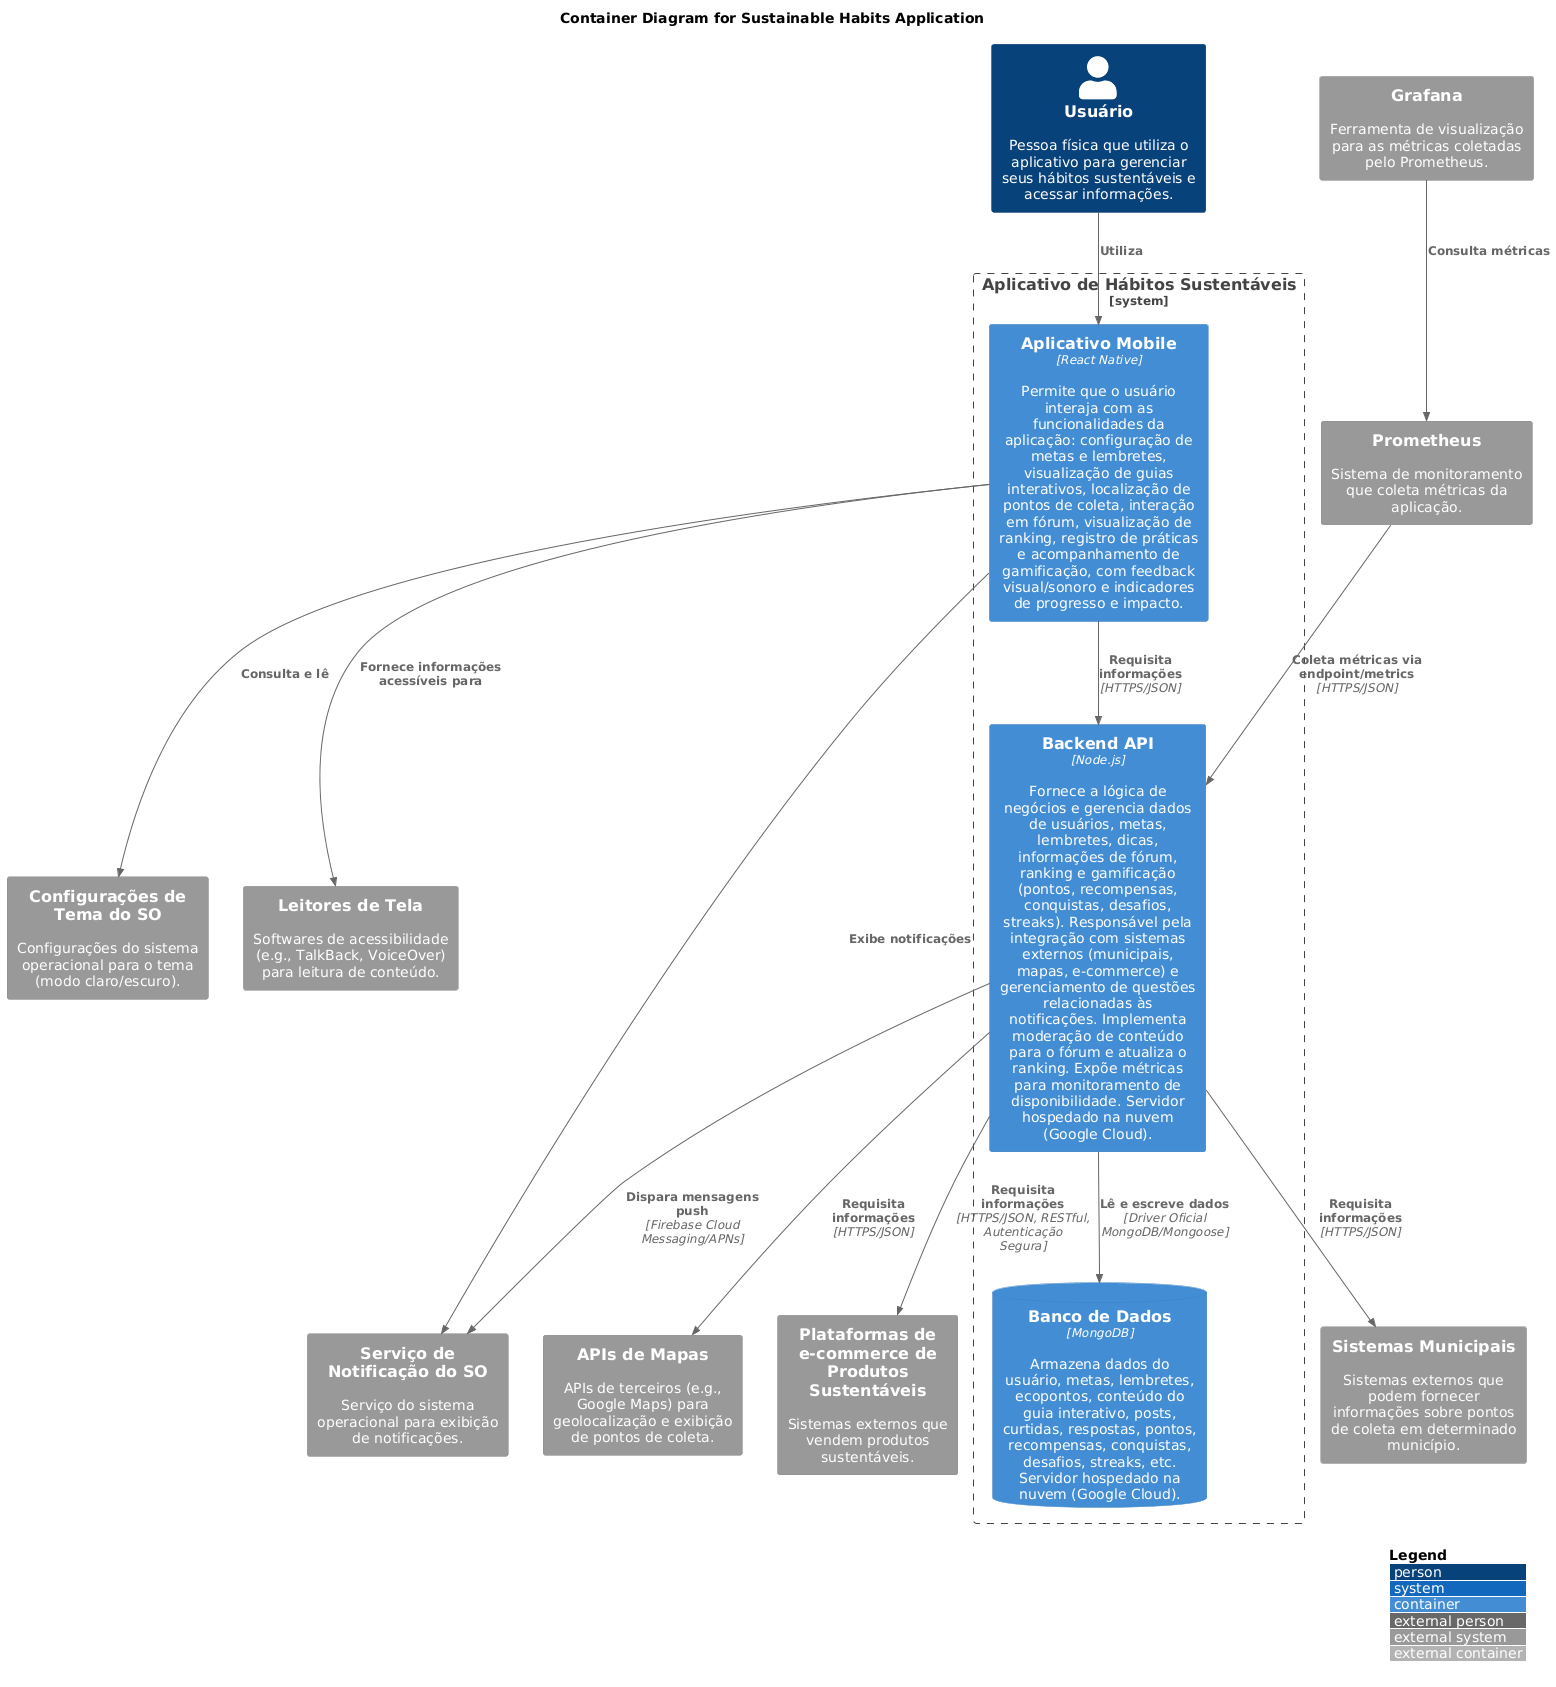 Container Diagram for Sustainable Habits Application
Usuário
Pessoa física que utiliza o
aplicativo para gerenciar
seus hábitos sustentáveis e
acessar informações.
Grafana
Ferramenta de visualização
para as métricas coletadas
pelo Prometheus.
Utiliza
Consulta métricas
Aplicativo de Hábitos Sustentáveis
[system]
Aplicativo Mobile
[React Native]
Permite que o usuário
interaja com as
funcionalidades da
aplicação: configuração de
metas e lembretes,
visualização de guias
interativos, localização de
pontos de coleta, interação
em fórum, visualização de
ranking, registro de práticas
e acompanhamento de
gamificação, com feedback
visual/sonoro e indicadores
de progresso e impacto.
Prometheus
Sistema de monitoramento
que coleta métricas da
aplicação.
Consulta e lê
Fornece informações
acessíveis para
Requisita
informações
[HTTPS/JSON]
Coleta métricas via
endpoint/metrics
[HTTPS/JSON]
Backend API
[Node.js]
Fornece a lógica de
negócios e gerencia dados
de usuários, metas,
lembretes, dicas,
informações de fórum,
ranking e gamificação
(pontos, recompensas,
conquistas, desafios,
streaks). Responsável pela
integração com sistemas
externos (municipais,
mapas, e-commerce) e
gerenciamento de questões
relacionadas às
notificações. Implementa
moderação de conteúdo
para o fórum e atualiza o
ranking. Expõe métricas
para monitoramento de
disponibilidade. Servidor
hospedado na nuvem
(Google Cloud).
Configurações de
Tema do SO
Configurações do sistema
operacional para o tema
(modo claro/escuro).
Leitores de Tela
Softwares de acessibilidade
(e.g., TalkBack, VoiceOver)
para leitura de conteúdo.
Exibe notificações
Dispara mensagens
push
[Firebase Cloud
Messaging/APNs]
Requisita
informações
[HTTPS/JSON]
Requisita
informações
[HTTPS/JSON, RESTful,
Autenticação
Segura]
Lê e escreve dados
[Driver Oficial
MongoDB/Mongoose]
Requisita
informações
[HTTPS/JSON]
Serviço de
Notificação do SO
Serviço do sistema
operacional para exibição
de notificações.
APIs de Mapas
APIs de terceiros (e.g.,
Google Maps) para
geolocalização e exibição
de pontos de coleta.
Plataformas de
e-commerce de
Produtos
Sustentáveis
Sistemas externos que
vendem produtos
sustentáveis.
Banco de Dados
[MongoDB]
Armazena dados do
usuário, metas, lembretes,
ecopontos, conteúdo do
guia interativo, posts,
curtidas, respostas, pontos,
recompensas, conquistas,
desafios, streaks, etc.
Servidor hospedado na
nuvem (Google Cloud).
Sistemas Municipais
Sistemas externos que
podem fornecer
informações sobre pontos
de coleta em determinado
município.
Legend
person
system
container
external person
external system
external container